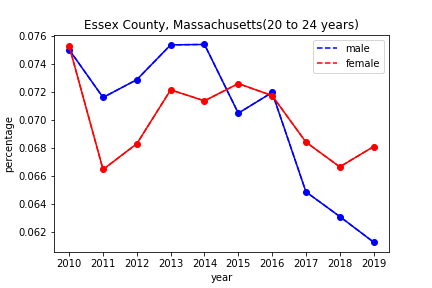 Essex County, Massachusetts(20 to 24 years)
0.076
0.074
0.072
0.070
0.068
0.066
0.064
0.062
percentage
male
female
2010 2011 2012 2013 2014 2015 2016 2017 2018 2019
year